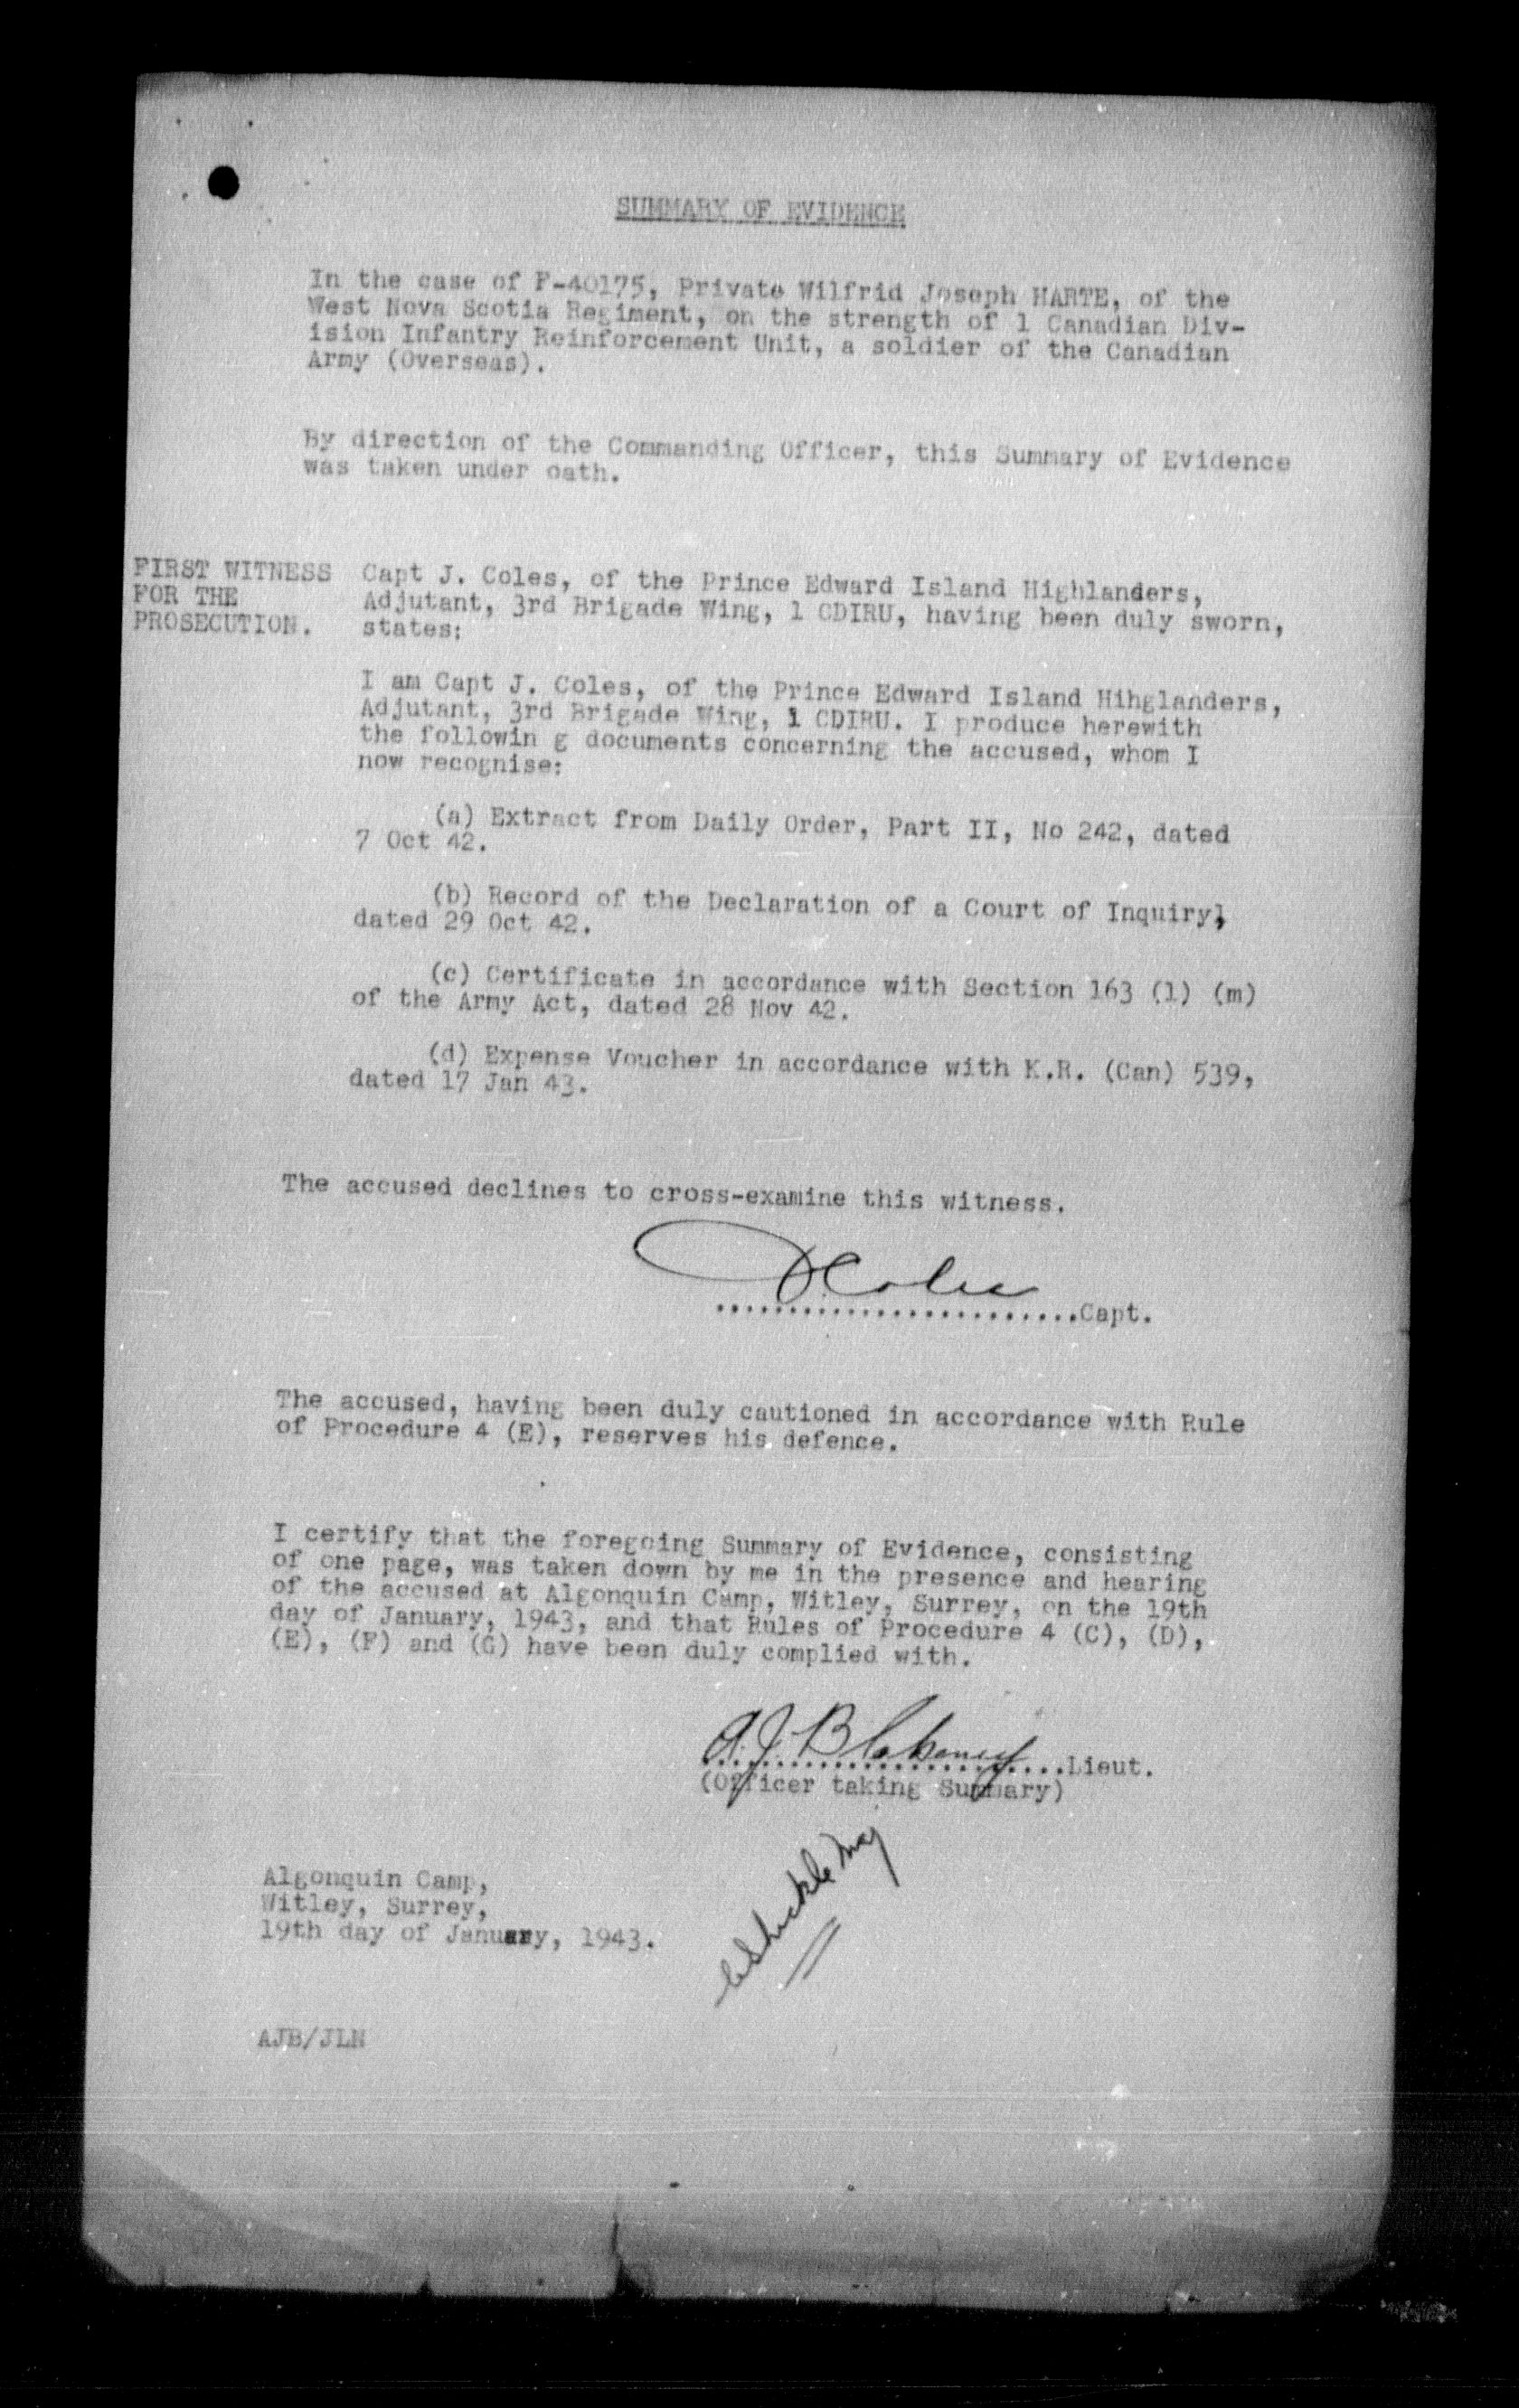 SUMMARY OF EVIDENCE
In the case of F-40175, Private Wilfrid Joseph HARTE, of the
West Nova Scotia Regiment, on the strength of 1 Canadian Div-
ision Infantry Reinforcement Unit, a soldier of the Canadian
Army (Overseas).
By direction of the Commanding Officer, this Summary of Evidence
was taken under oath.
FIRST WITNESS
FOR THE
PROSECUTION.
Capt J. Coles, of the Prince Edward Island Highlanders,
Adjutant, 3rd Brigade Wing, 1 CDIRU, having been duly sworn,
states:
I am Capt J. Coles, of the Prince Edward Island Hihglanders,
Adjutant, 3rd Brigade Wing, 1 CDIRU. I produce herewith
the followin g documents concerning the accused, whom I
now recognise:
(a) Extract from Daily Order, Part II, No 242, dated
7 Oct 42.
(b) Record of the Declaration of a Court of Inquiry,
dated 29 Oct 42.
(c) Certificate in accordance with Section 163 (1) (m)
of the Army Act, dated 28 Nov 42.
(d) Expense Voucher in accordance with K.R. (Can) 539,
dated 17 Jan 43.
The accused declines to cross-examine this witness.
J Coles
.........................Capt.
The accused, having been duly cautioned in accordance with Rule
of Procedure 4 (E), reserves his defence.
I certify that the foregoing Summary of Evidence, consisting
of one page, was taken down by me in the presence and hearing
of the accused at Algonquin Camp, Witley, Surrey, on the 19th
day of January, 1943, and that Rules of Procedure 4 (C), (D),
(E), (F) and (G) have been duly complied with.
A.J. Blakeney
.........................Lieut.
(Officer taking Summary)
Maj
Algonquin Camp,
Witley, Surrey,
19th day of January, 1943.
AJB/JLN